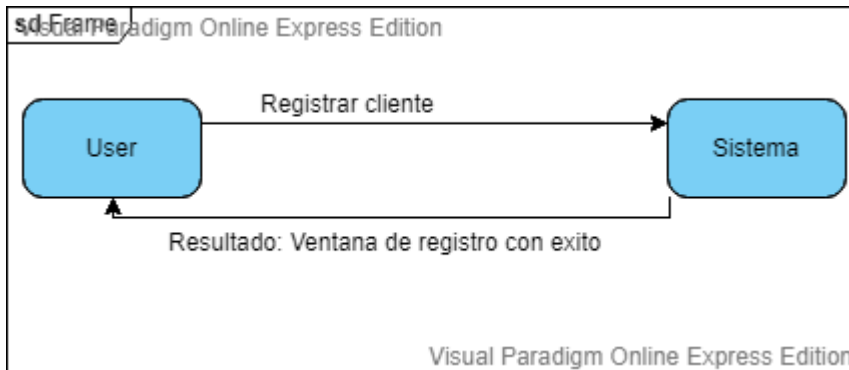 sd Frame
Visual Paradigm Online Express Edition
Registrar cliente
User
Sistema
Resultado: Ventana de registro con exito
Visual Paradigm Online Express Edition